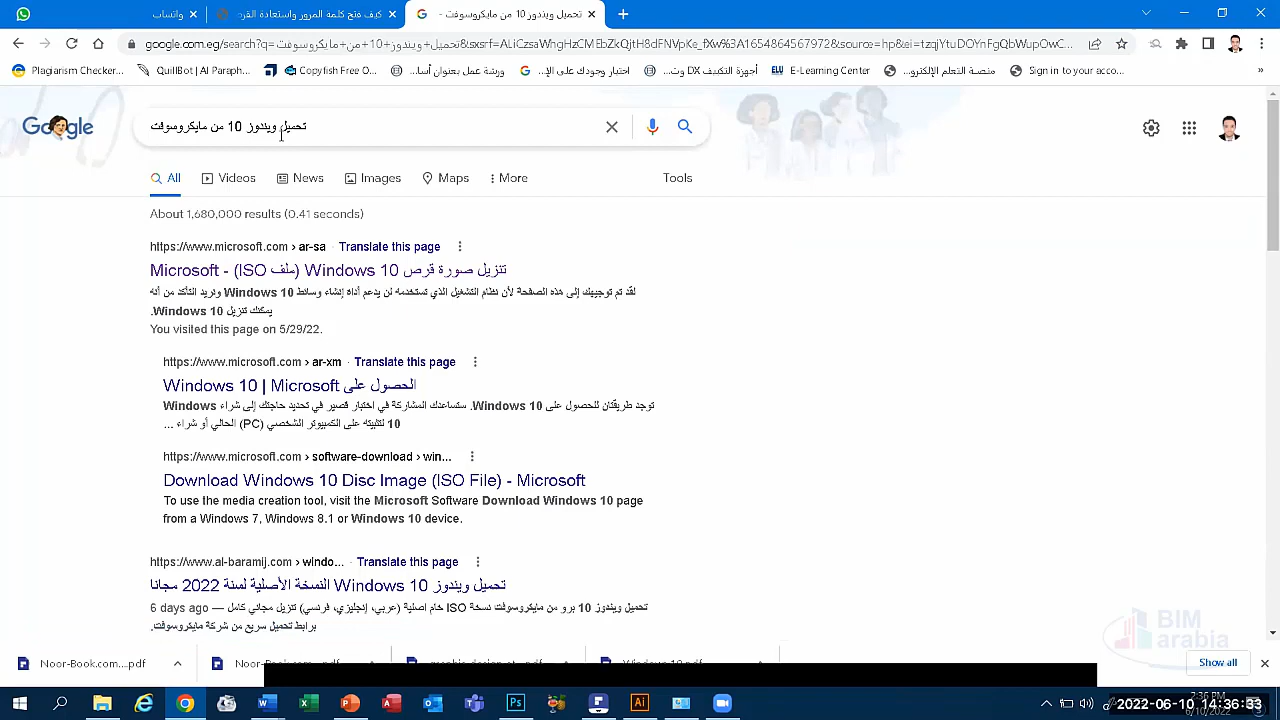 واتساب
كيف فتح كلمة المرور واستعادة القر
تحميل ويندوز 10 من مايكروسوفت -
Plagiarism Checker...
QuillBot | AI Paraph...
Copyfish Free O...
ورشة عمل بعنوان أسا...
اختبار وجودك على الإ...
أجهزة التكييف DX وت...
E-Learning Center
منصة التعلم الإلكترو...
Sign in to your acco...
Google
تحميل ويندوز 10 من مايكروسوفت
All
Videos
News
Images
Maps
More
Tools
About 1,680,000 results (0.41 seconds)
https://www.microsoft.com › ar-sa · Translate this page
تنزيل صورة قرص Windows 10 (ملف ISO) - Microsoft
لقد تم توجيهك إلى هذه الصفحة لأن نظام التشغيل الذي تستخدمه لن يدعم أداة إنشاء وسائط Windows 10 ونريد التأكد من أنه
يمكنك تنزيل Windows 10.
You visited this page on 5/29/22.
https://www.microsoft.com › ar-xm · Translate this page
الحصول على Windows 10 | Microsoft
توجد طريقتان للحصول على Windows 10. ستساعدك المشاركة في اختبار قصير في تحديد حاجتك إلى شراء Windows
10 لتثبيته على الكمبيوتر الشخصي (PC) الحالي أو شراء ...
https://www.microsoft.com › software-download › win...
Download Windows 10 Disc Image (ISO File) - Microsoft
To use the media creation tool, visit the Microsoft Software Download Windows 10 page
from a Windows 7, Windows 8.1 or Windows 10 device.
https://www.al-baramij.com › windo... · Translate this page
تحميل ويندوز Windows 10 النسخة الأصلية لسنة 2022 مجانا
6 days ago — تحميل ويندوز 10 برو من مايكروسوفت نسخة ISO خام اصلية (عربي، إنجليزي، فرنسي) تنزيل مجاني كامل
برابط تحميل سريع من شركة مايكروسوفت.
BIM
arabia
Noor-Book.com...pdf
Show all
2:36 PM
2022-06-10 14:36:33
6/10/2022